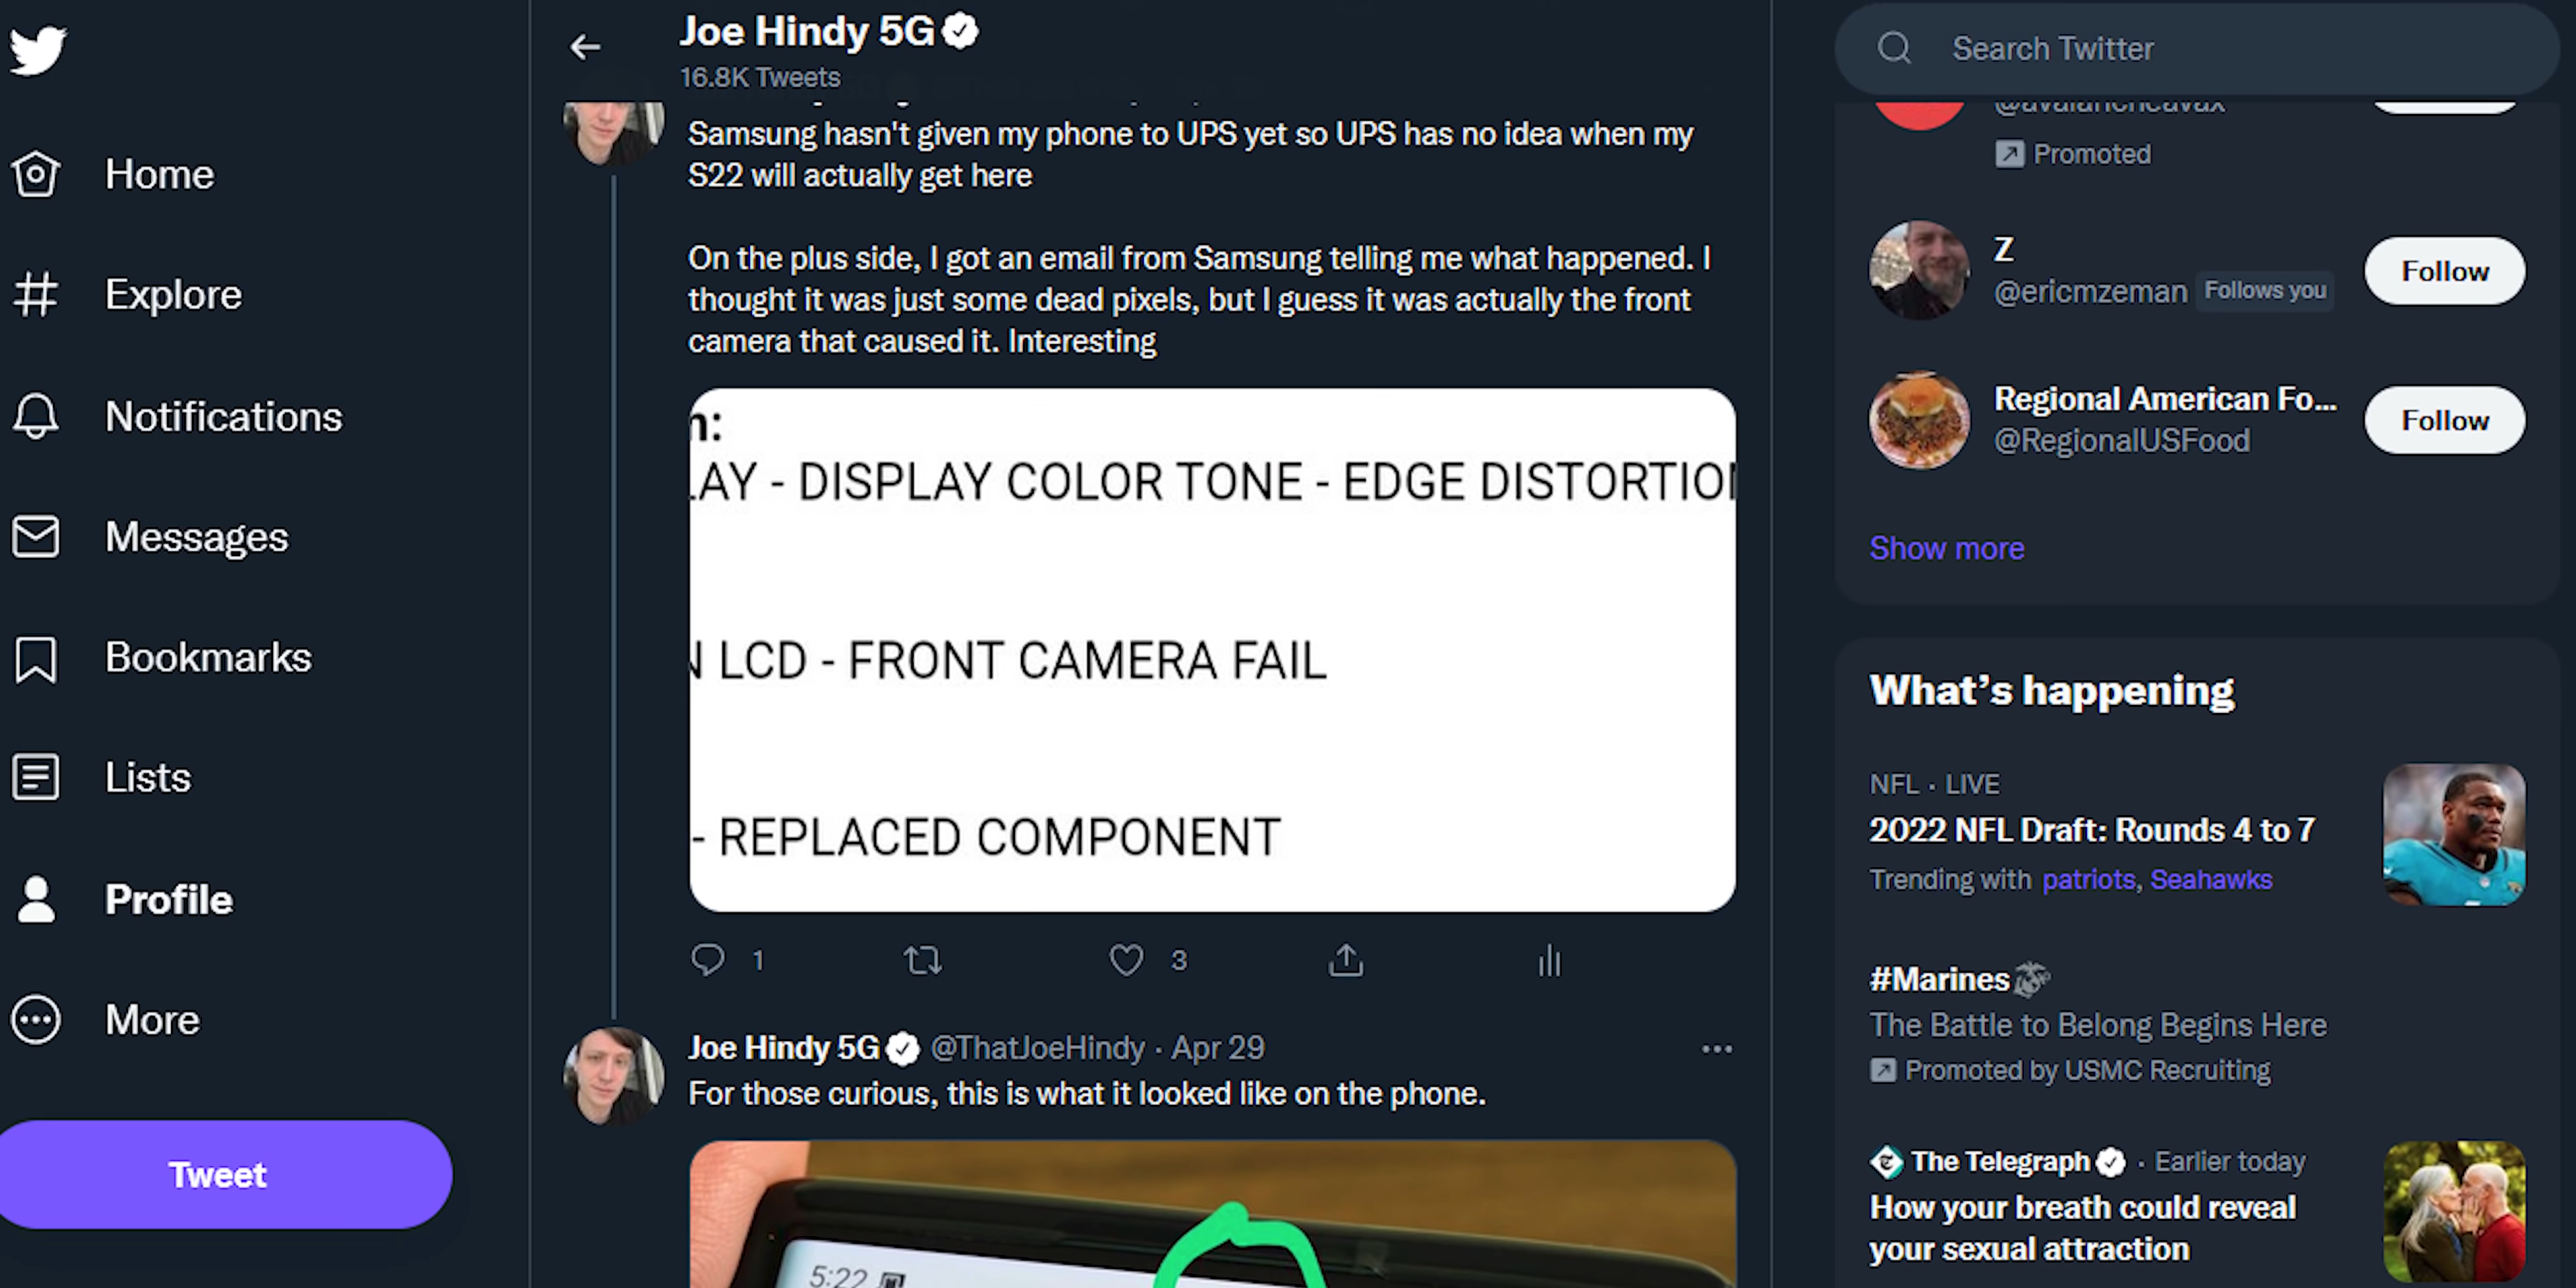 Home
Explore
Notifications
Messages
Bookmarks
Lists
Profile
More
Tweet
Joe Hindy 5G
16.8K Tweets
Samsung hasn't given my phone to UPS yet so UPS has no idea when my
S22 will actually get here
On the plus side, I got an email from Samsung telling me what happened. I
thought it was just some dead pixels, but I guess it was actually the front
camera that caused it. Interesting
- DISPLAY COLOR TONE - EDGE
LCD - FRONT CAMERA FAIL
- REPLACED COMPONENT
1
3
Joe Hindy 5G @ThatJoeHindy · Apr 29
For those curious, this is what it looked like on the phone.
5:22
Search Twitter
Promoted
Z
@ericmzeman Follows you
Follow
Regional American Fo...
@RegionalUSFood
Follow
Show more
What's happening
NFL · LIVE
2022 NFL Draft: Rounds 4 to 7
Trending with patriots, Seahawks
#Marines
The Battle to Belong Begins Here
Promoted by USMC Recruiting
The Telegraph · Earlier today
How your breath could reveal
your sexual attraction